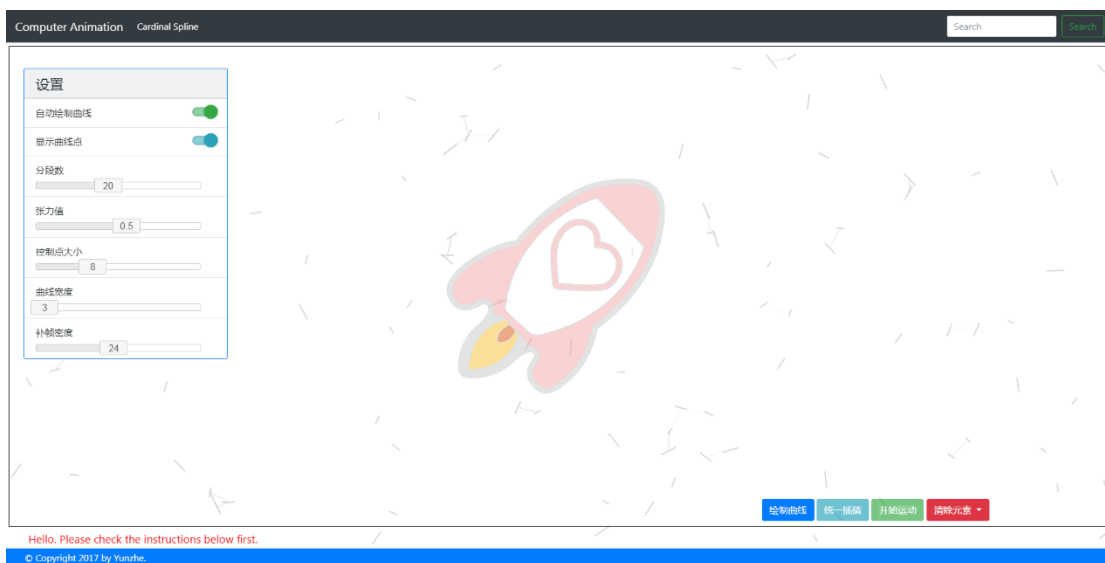 Computer Animation Cardinal Spline Search Search
设置
自动绘制曲线
显示曲线点
分段数
20
张力值
0.5
控制点大小
8
曲线宽度
3
补帧密度
24
绘制曲线 统一插值 开始运动 清除元素
Hello. Please check the instructions below first.
© Copyright 2017 by Yunzhe.